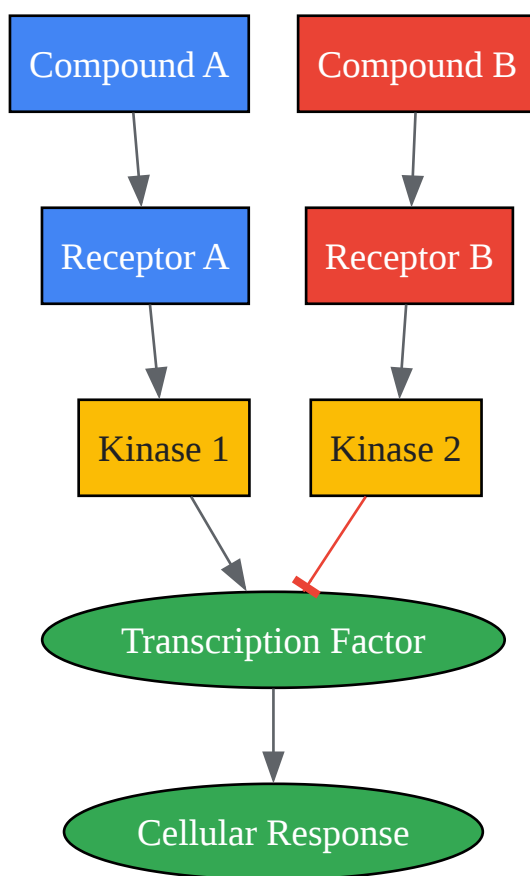 Compound A
Compound B
Receptor A
Receptor B
Kinase 1
Kinase 2
Transcription Factor
Cellular Response